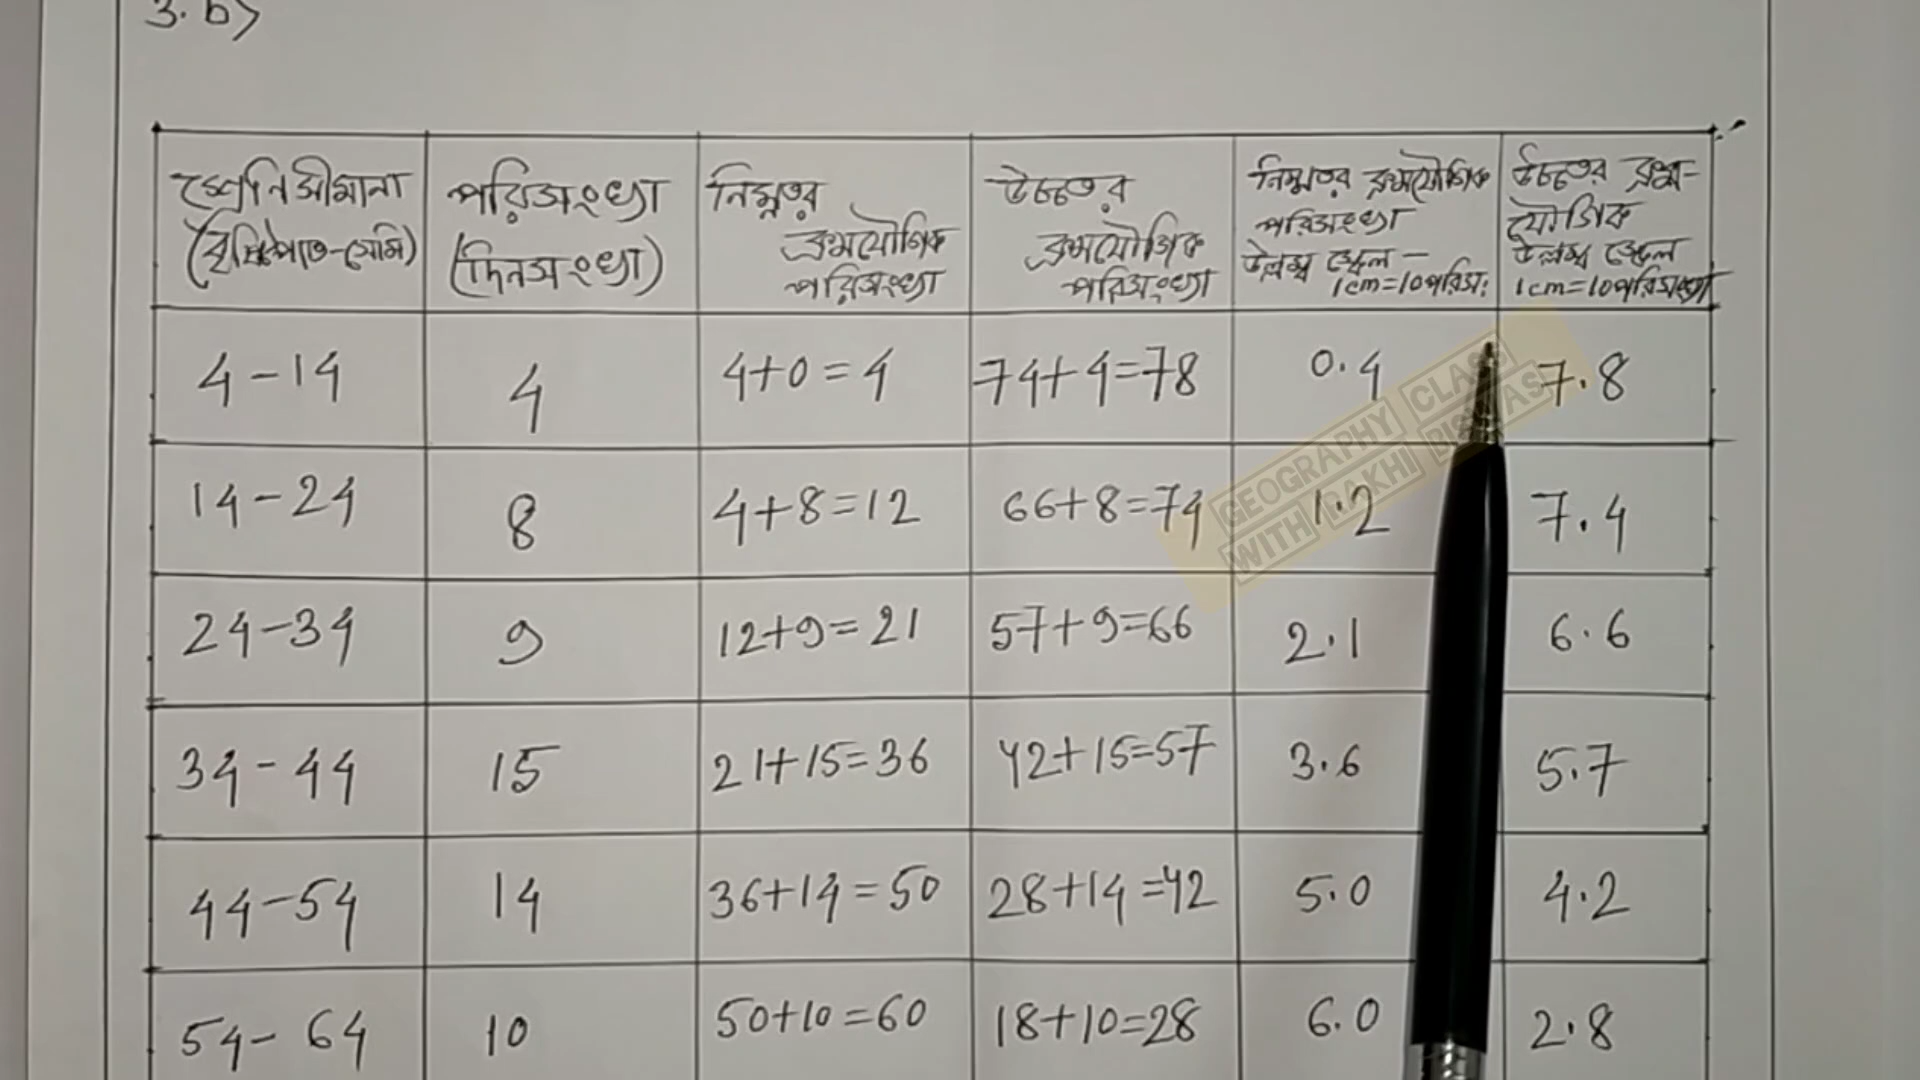 3. b)
শ্রেণিসীমানা
(বৃষ্টিপাত-সেমি)
পরিসংখ্যা
(দিনসংখ্যা)
নিম্নতর
ক্রমযৌগিক
পরিসংখ্যা
উচ্চতর
ক্রমযৌগিক
পরিসংখ্যা
নিম্নতর ক্রমযৌগিক
পরিসংখ্যা
উল্লম্ব স্কেল –
1cm=10পরিসং
উচ্চতর ক্রম-
যৌগিক
উল্লম্ব স্কেল
1cm=10পরিসংখ্যা
4-14 4 4+0=4 74+4=78 0.4 7.8
14-24 8 4+8=12 66+8=74 1.2 7.4
24-34 9 12+9=21 57+9=66 2.1 6.6
34-44 15 21+15=36 42+15=57 3.6 5.7
44-54 14 36+14=50 28+14=42 5.0 4.2
54-64 10 50+10=60 18+10=28 6.0 2.8
GEOGRAPHY CLASS
WITH RAKHI BISWAS